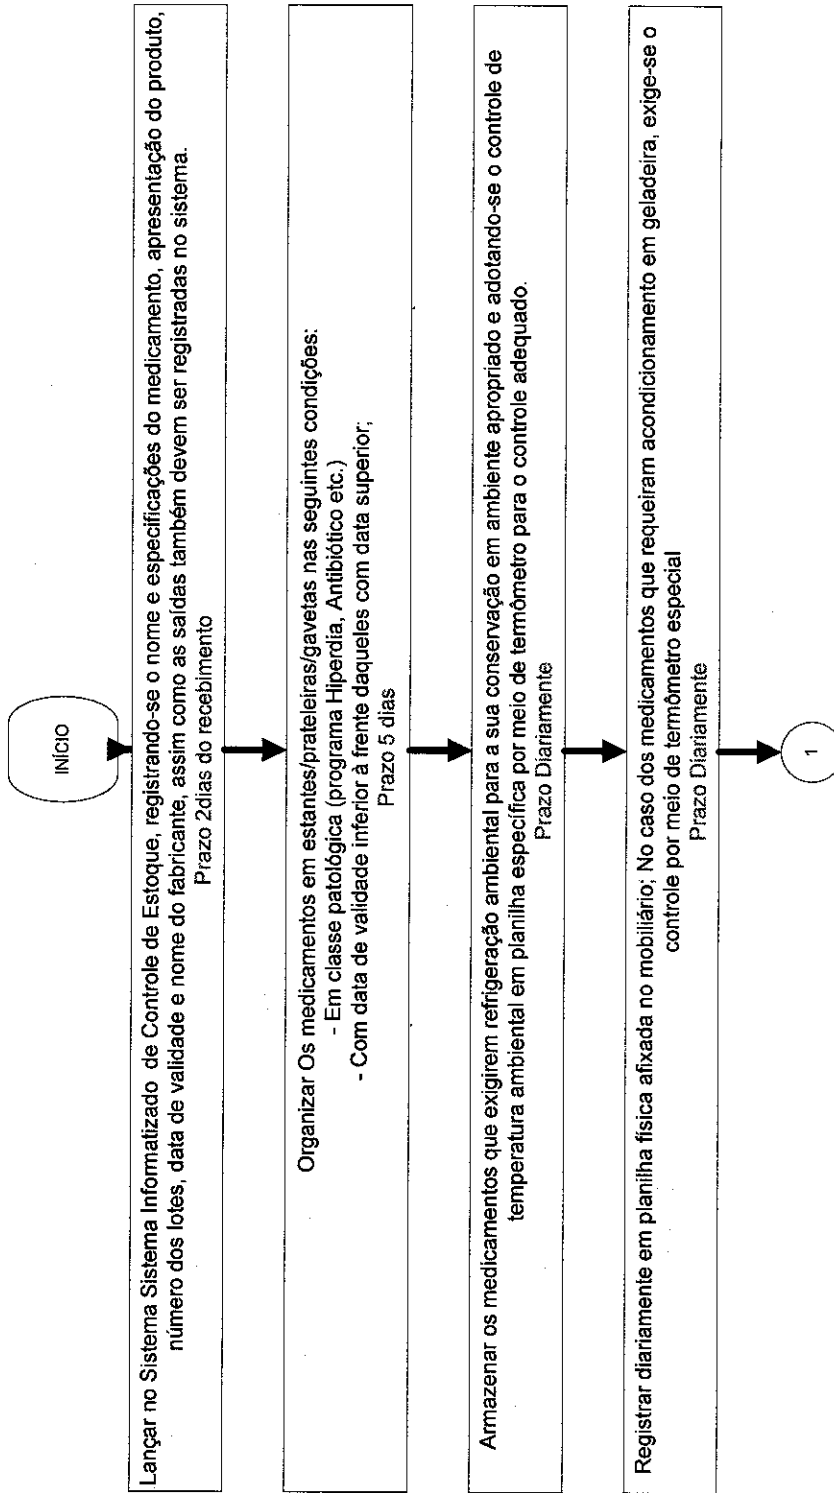 INÍCIO
Lançar no Sistema Sistema Informatizado de Controle de Estoque, registrando-se o nome e especificações do medicamento, apresentação do produto,
número dos lotes, data de validade e nome do fabricante, assim como as saídas também devem ser registradas no sistema.
Prazo 2dias do recebimento
Organizar Os medicamentos em estantes/prateleiras/gavetas nas seguintes condições:
- Em classe patológica (programa Hiperdia, Antibiótico etc.)
- Com data de validade inferior à frente daqueles com data superior;
Prazo 5 dias
Armazenar os medicamentos que exigirem refrigeração ambiental para a sua conservação em ambiente apropriado e adotando-se o controle de
temperatura ambiental em planilha específica por meio de termômetro para o controle adequado.
Prazo Diariamente
Registrar diariamente em planilha física afixada no mobiliário; No caso dos medicamentos que requeiram acondicionamento em geladeira, exige-se o
controle por meio de termômetro especial
Prazo Diariamente
1